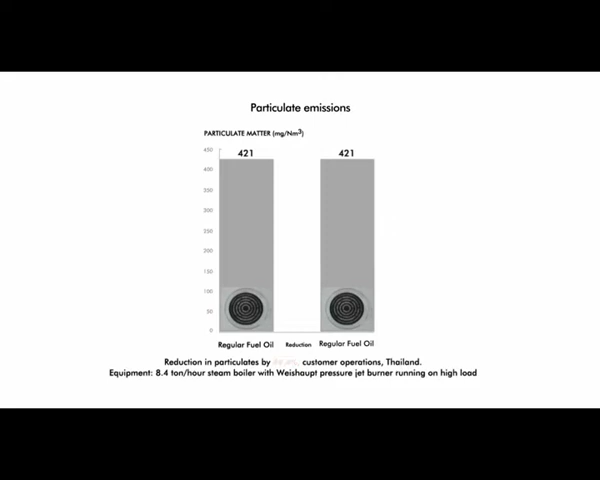 Particulate emissions
PARTICULATE MATTER (mg/Nm³)
450
400
350
300
250
200
150
100
50
0
421
421
Regular Fuel Oil
Reduction
Regular Fuel Oil
Reduction in particulates by customer operations, Thailand.
Equipment: 8.4 ton/hour steam boiler with Weishaupt pressure jet burner running on high load